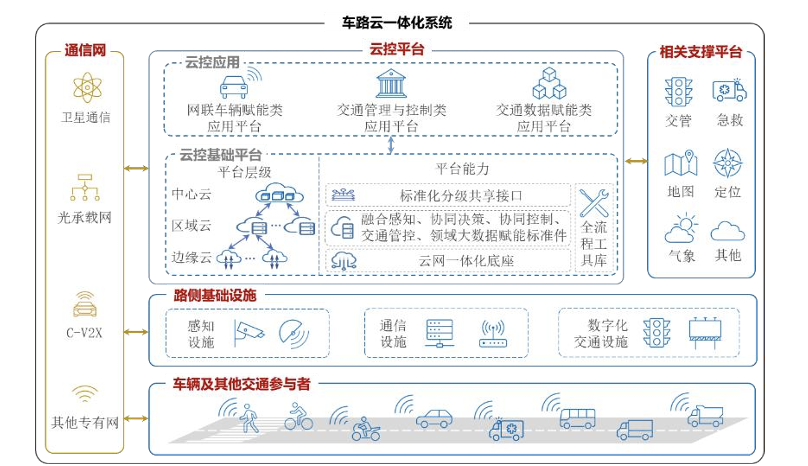 车路云一体化系统
通信网
卫星通信
光承载网
C-V2X
其他专有网
云控平台
云控应用
网联车辆赋能类
应用平台
交通管理与控制类
应用平台
交通数据赋能类
应用平台
云控基础平台
平台层级
中心云
区域云
边缘云
平台能力
标准化分级共享接口
融合感知、协同决策、协同控制、
交通管控、领域大数据赋能标准件
云网一体化底座
全流
程工
具库
相关支撑平台
交管
急救
地图
定位
气象
其他
路侧基础设施
感知
设施
通信
设施
数字化
交通设施
车辆及其他交通参与者